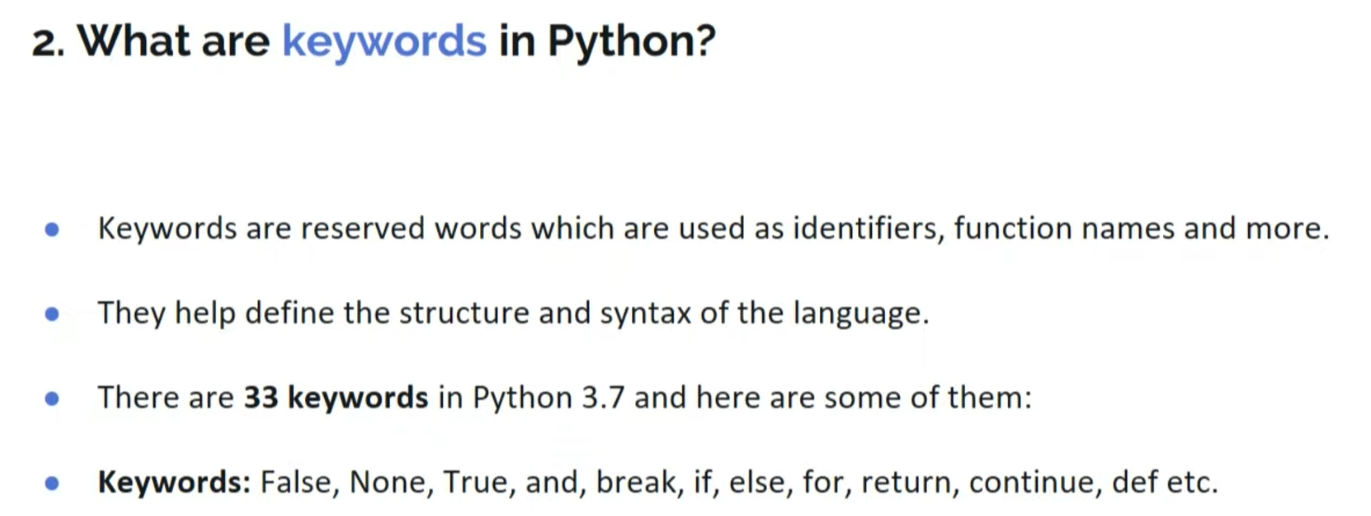 2. What are keywords in Python?
• Keywords are reserved words which are used as identifiers, function names and more.
• They help define the structure and syntax of the language.
• There are 33 keywords in Python 3.7 and here are some of them:
• Keywords: False, None, True, and, break, if, else, for, return, continue, def etc.